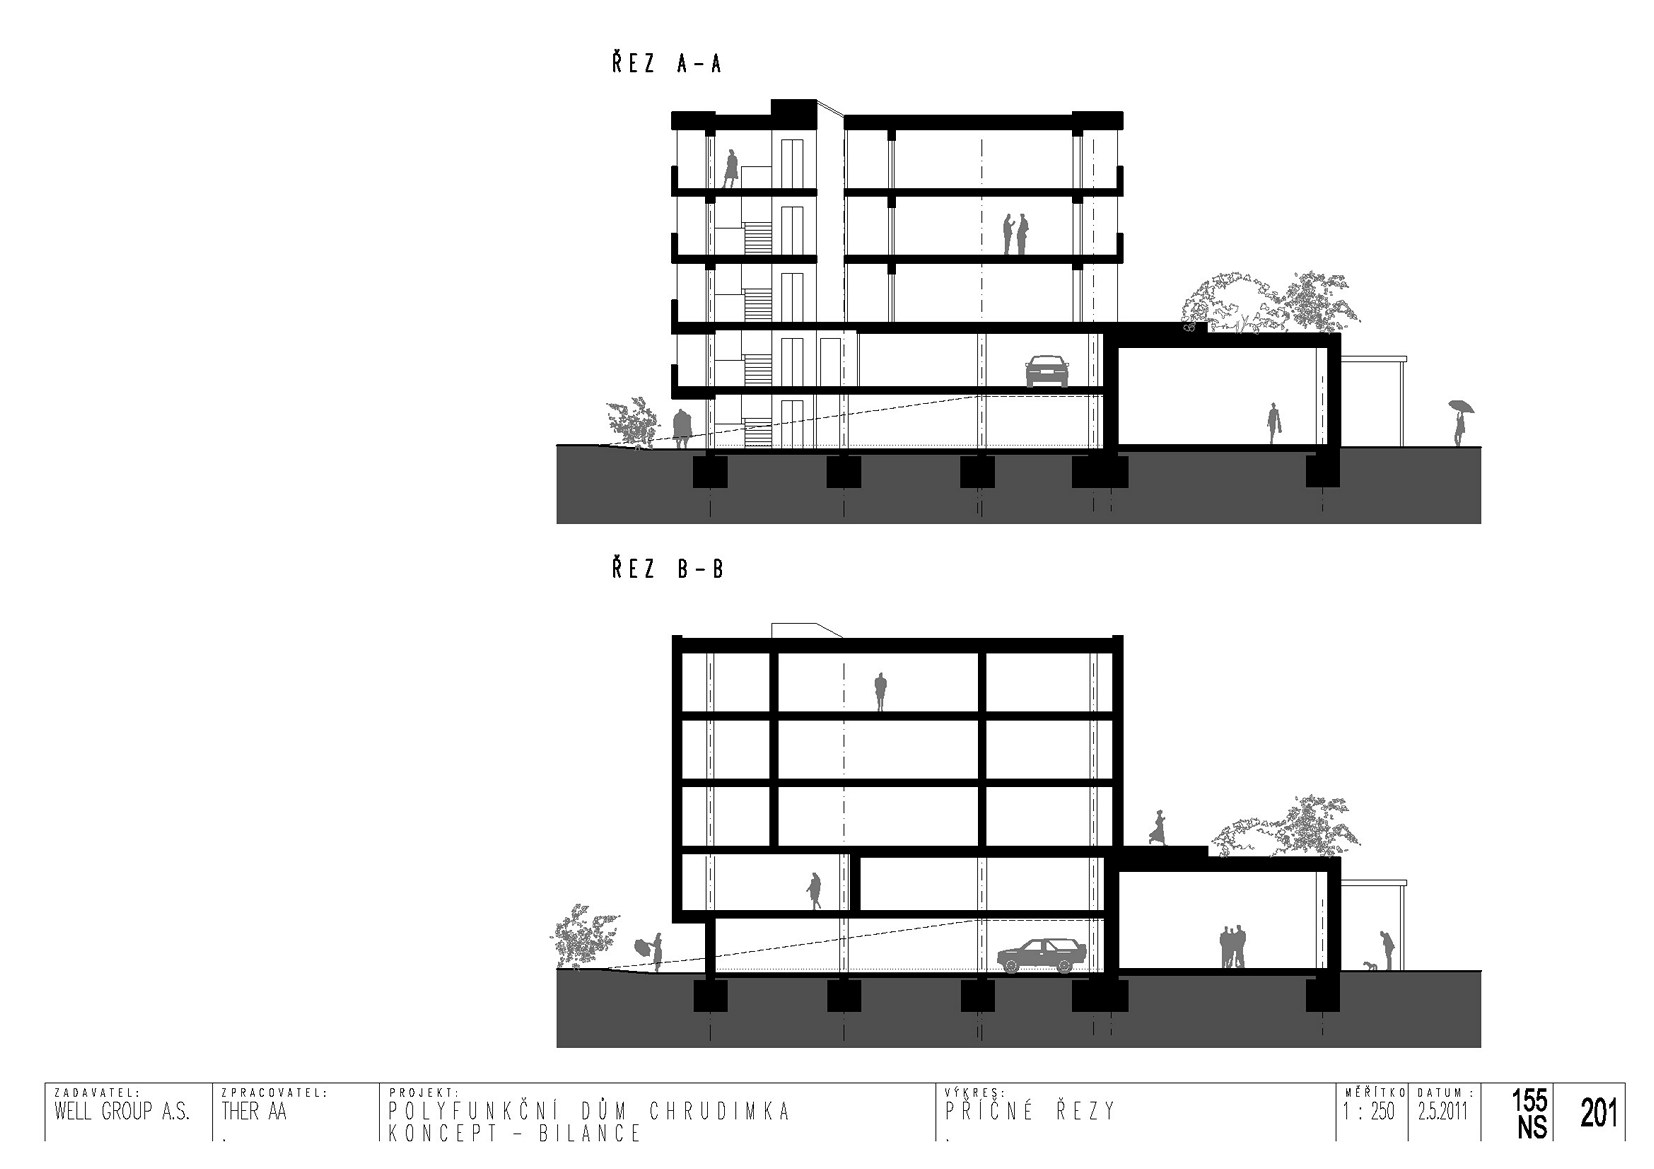 ŘEZ A-A
ŘEZ B-B
ZADAVATEL:
WELL GROUP A.S.
ZPRACOVATEL:
THER AA
.
PROJEKT:
POLYFUNKČNÍ DŮM CHRUDIMKA
KONCEPT - BILANCE
VÝKRES:
PŘÍČNÉ ŘEZY
.
MĚŘÍTKO
1 : 250
DATUM :
2.5.2011
155
NS
201